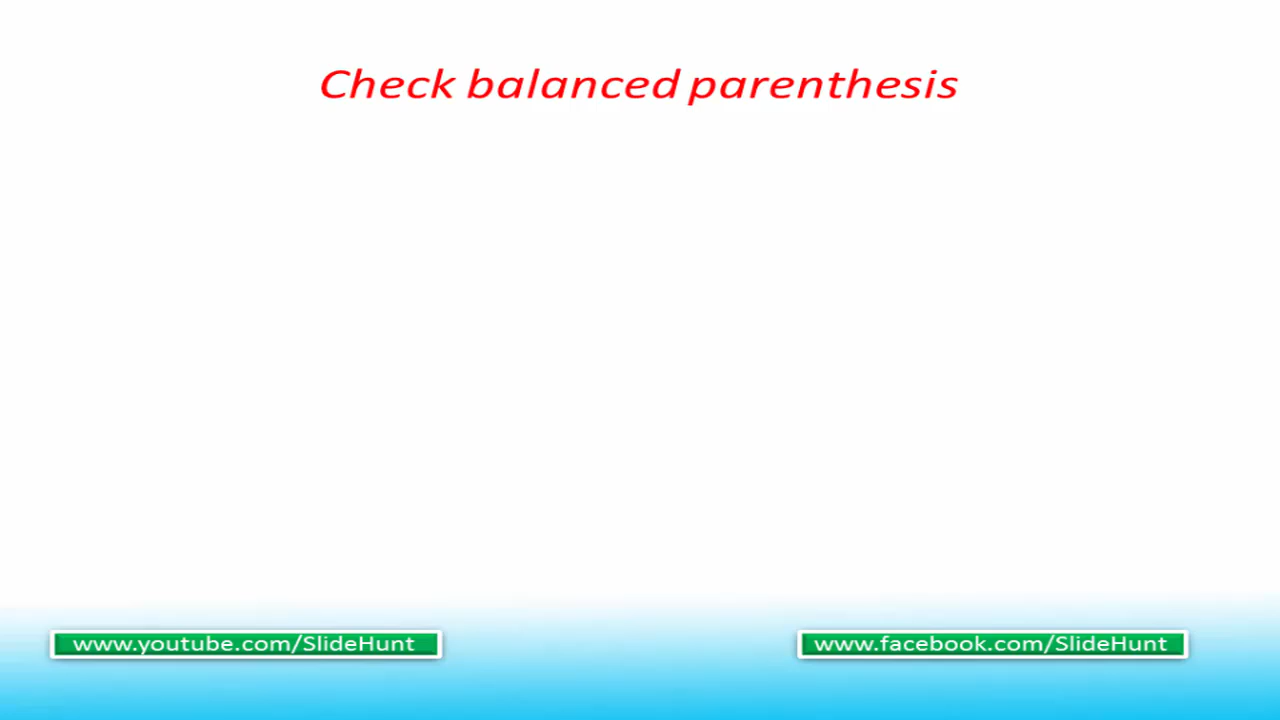 Check balanced parenthesis
www.youtube.com/SlideHunt
www.facebook.com/SlideHunt